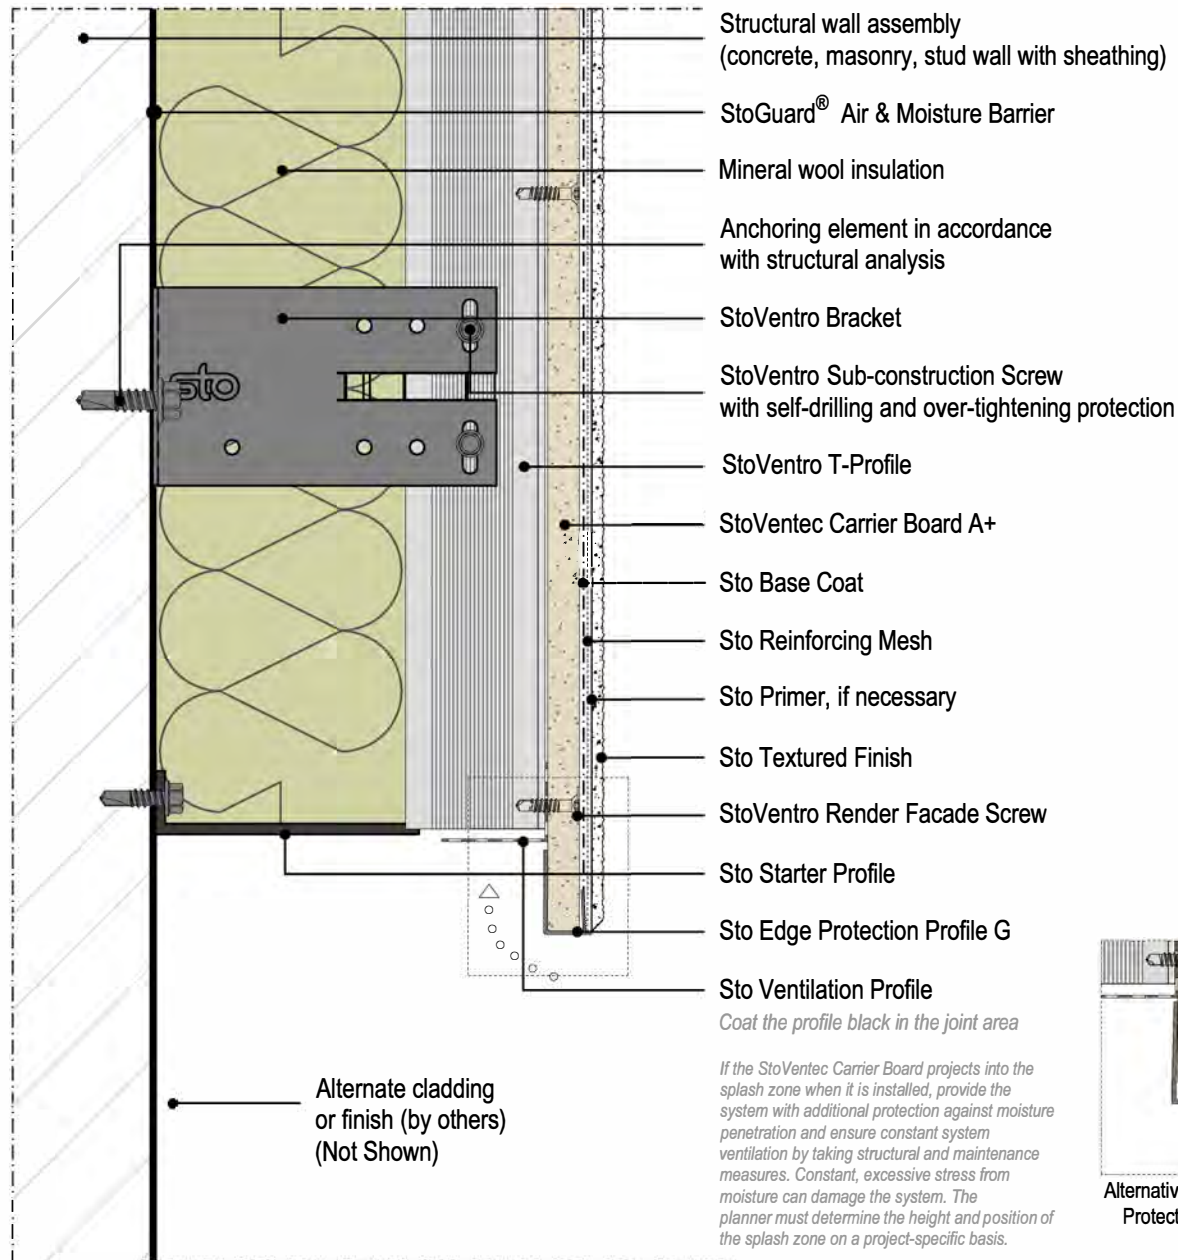 Structural wall assembly
(concrete, masonry, stud wall with sheathing)
StoGuard® Air & Moisture Barrier
Mineral wool insulation
Anchoring element in accordance
with structural analysis
StoVentro Bracket
sto
StoVentro Sub-construction Screw
with self-drilling and over-tightening protection
StoVentro T-Profile
StoVentec Carrier Board A+
Sto Base Coat
Sto Reinforcing Mesh
Sto Primer, if necessary
Sto Textured Finish
StoVentro Render Facade Screw
Sto Starter Profile
Sto Edge Protection Profile G
Sto Ventilation Profile
Coat the profile black in the joint area
If the StoVentec Carrier Board projects into the
splash zone when it is installed, provide the
system with additional protection against moisture
penetration and ensure constant system
ventilation by taking structural and maintenance
measures. Constant, excessive stress from
moisture can damage the system. The
planner must determine the height and position of
the splash zone on a project-specific basis.
Alternate cladding
or finish (by others)
(Not Shown)
Alternativ
Protect